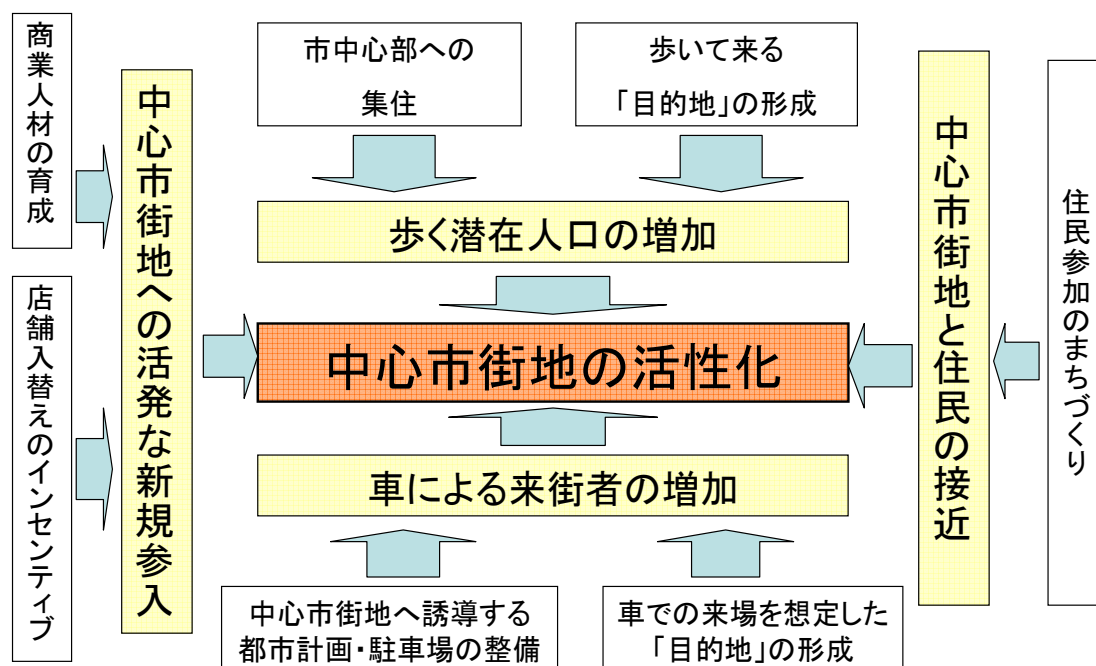 商業人材の育成
店舗入替えのインセンティブ
中心市街地への活発な新規参入
市中心部への
集住
歩いて来る
「目的地」の形成
歩く潜在人口の増加
中心市街地の活性化
車による来街者の増加
中心市街地へ誘導する
都市計画・駐車場の整備
車での来場を想定した
「目的地」の形成
中心市街地と住民の接近
住民参加のまちづくり